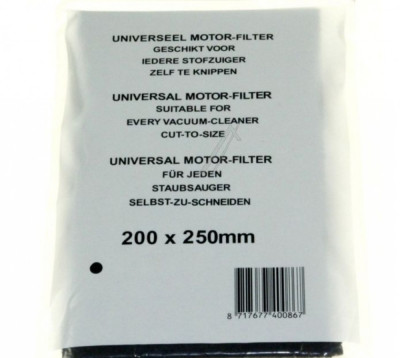 UNIVERSEEL MOTOR-FILTER
GESCHIKT VOOR
IEDERE STOFZUIGER
ZELF TE KNIPPEN
UNIVERSAL MOTOR-FILTER
SUITABLE FOR
EVERY VACUUM-CLEANER
CUT-TO-SIZE
UNIVERSAL MOTOR-FILTER
FÜR JEDEN
STAUBSAUGER
SELBST-ZU-SCHNEIDEN
200 x 250mm
8 717677 400867